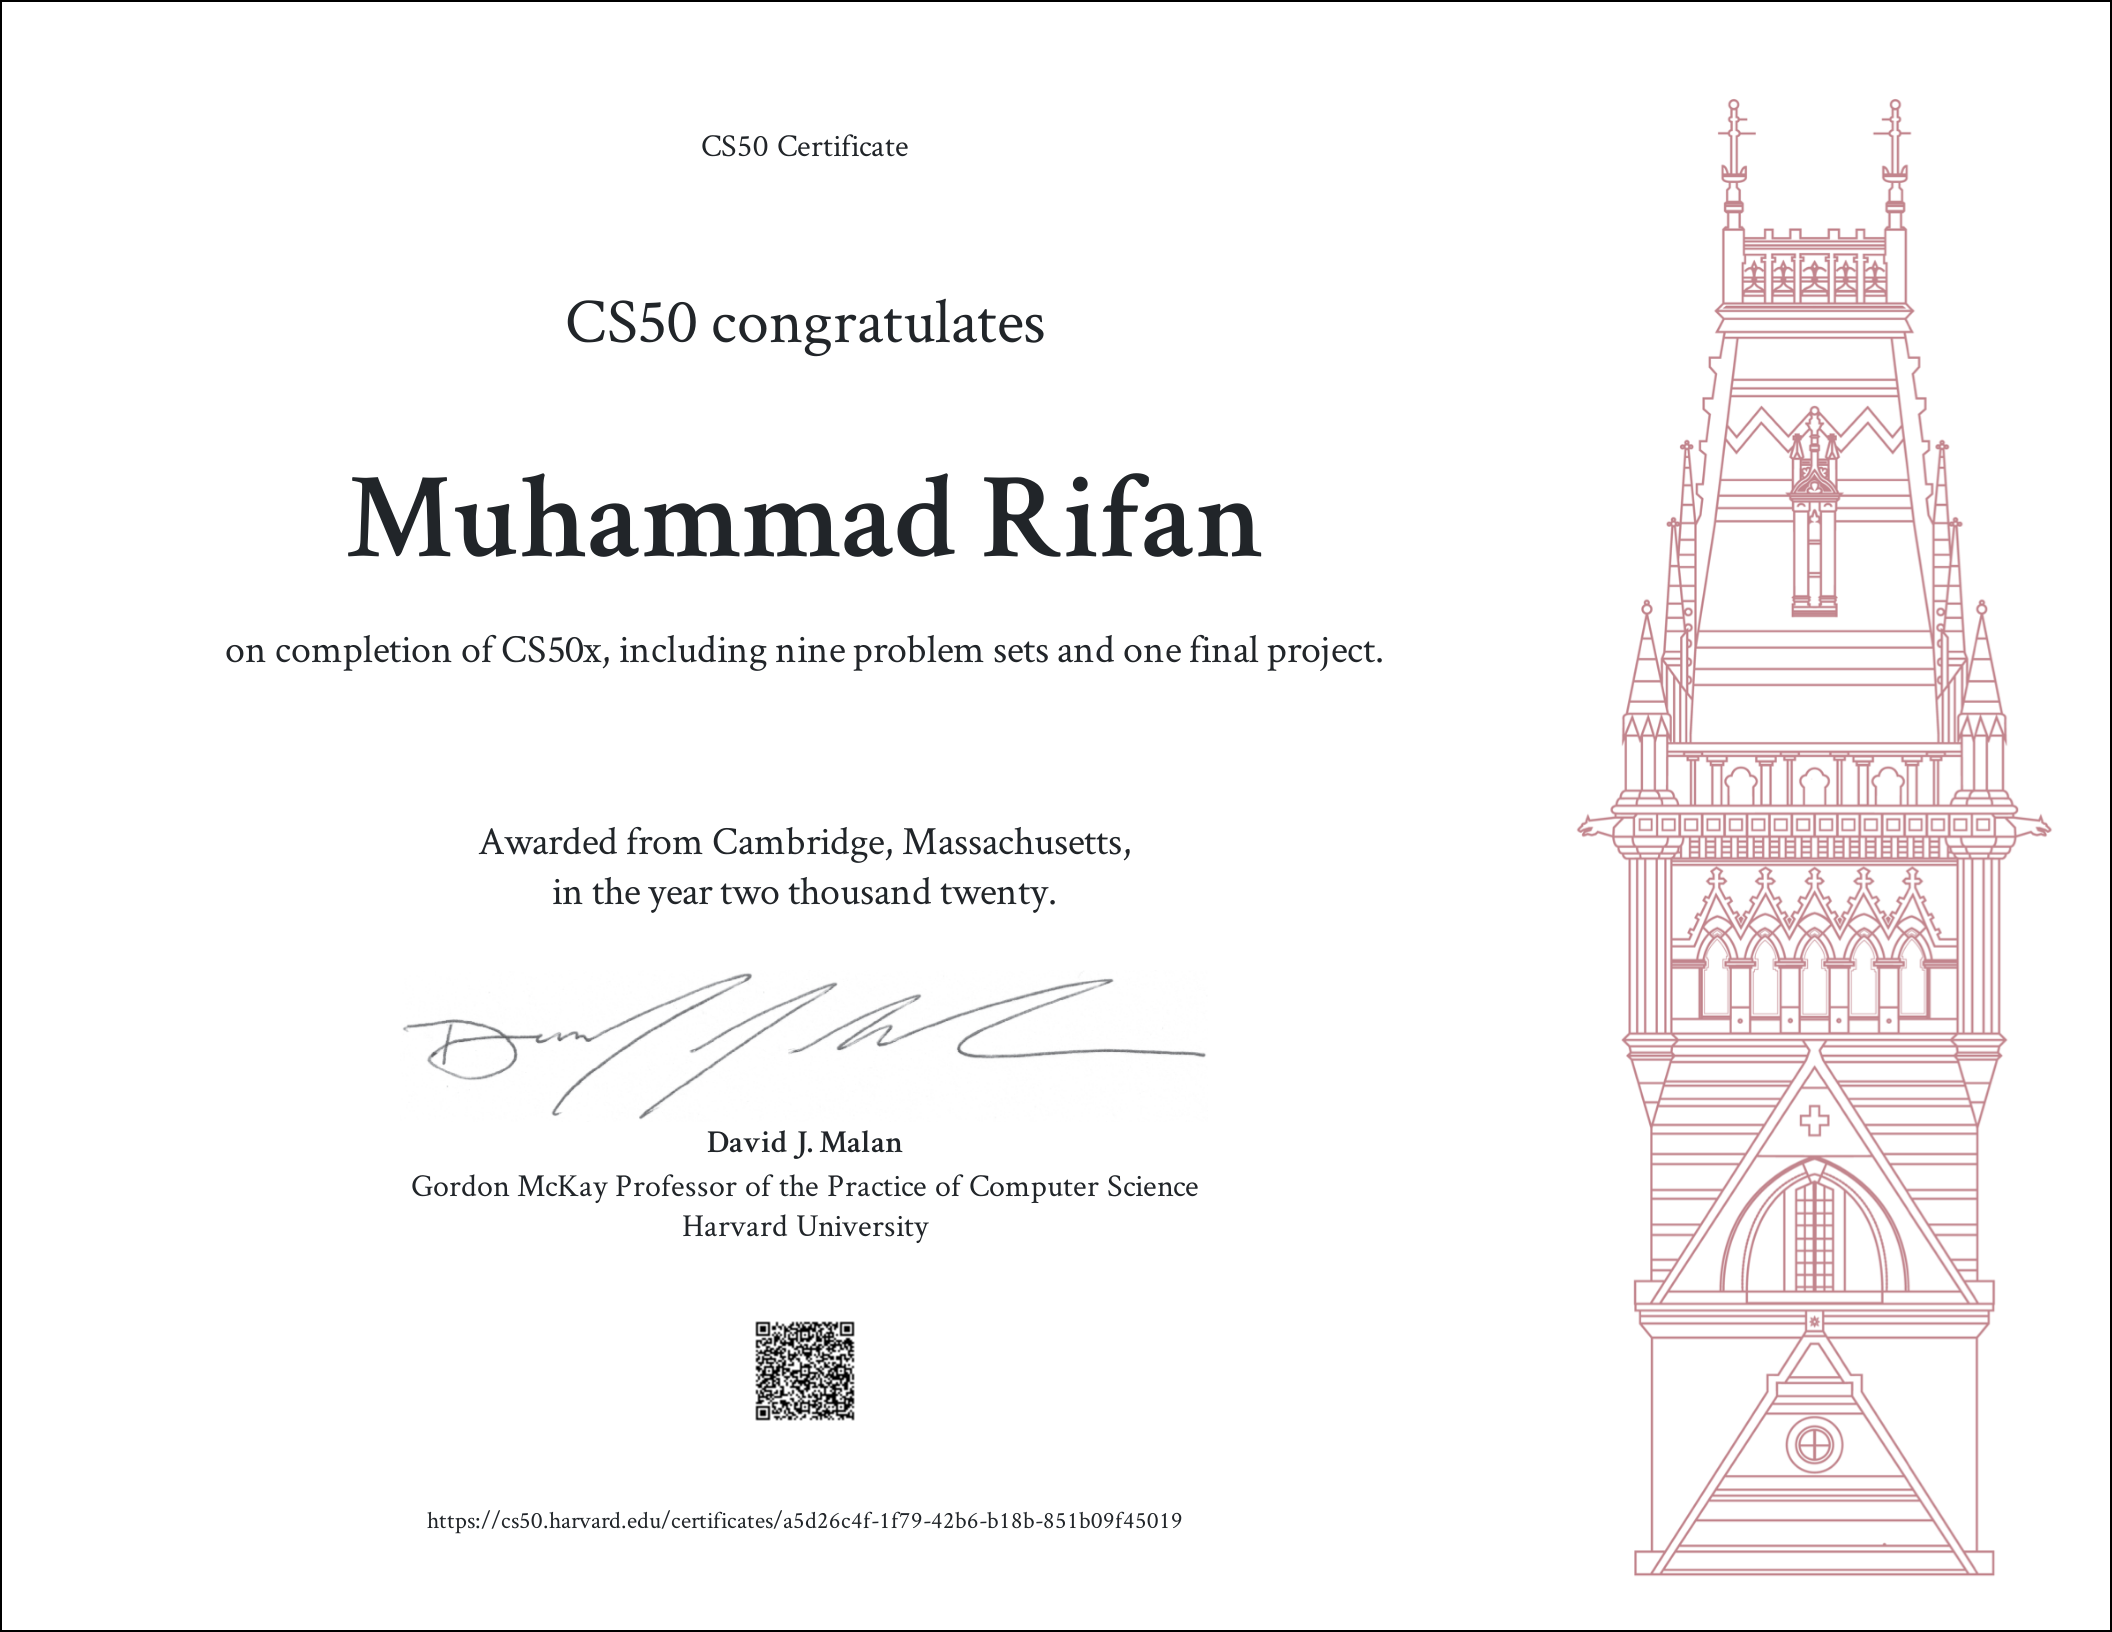 CS50 Certificate
CS50 congratulates
Muhammad Rifan
on completion of CS50x, including nine problem sets and one final project.
Awarded from Cambridge, Massachusetts,
in the year two thousand twenty.
David J. Malan
Gordon McKay Professor of the Practice of Computer Science
Harvard University
https://cs50.harvard.edu/certificates/a5d26c4f-1f79-42b6-b18b-851b09f45019